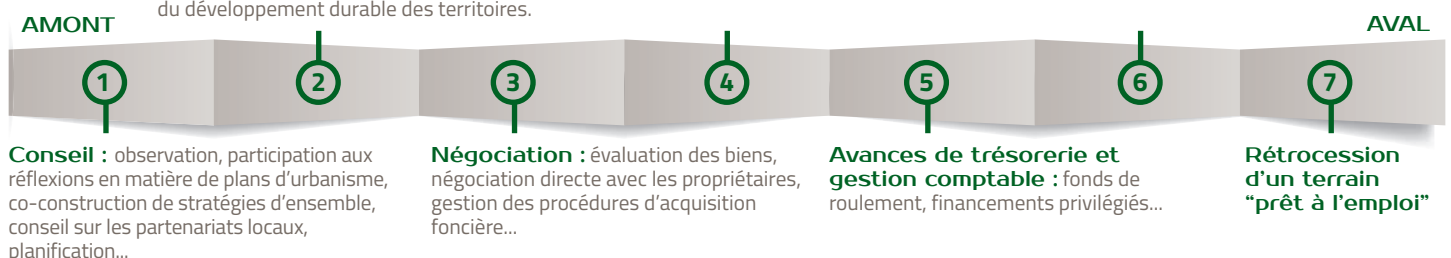 du développement durable des territoires.
AMONT
AVAL
1
2
3
4
5
6
7
Conseil : observation, participation aux
réflexions en matière de plans d’urbanisme,
co-construction de stratégies d’ensemble,
conseil sur les partenariats locaux,
planification...
Négociation : évaluation des biens,
négociation directe avec les propriétaires,
gestion des procédures d’acquisition
foncière...
Avances de trésorerie et
gestion comptable : fonds de
roulement, financements privilégiés...
Rétrocession
d’un terrain
“prêt à l’emploi”